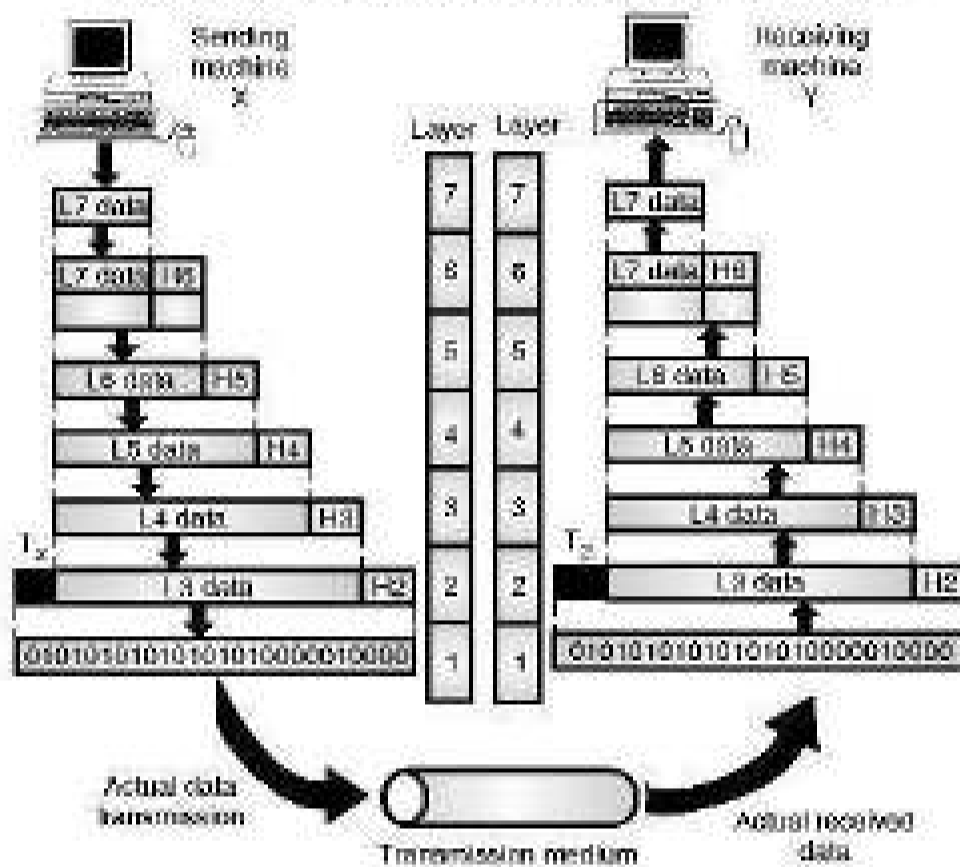 Sending
machine
X
Receiving
machine
Y
Layer Layer
7 7
6 6
5 5
4 4
3 3
2 2
1 1
L7 data
L7 data H6
L6 data H5
L5 data H4
L4 data H3
T2
L3 data H2
L7 data
L7 data H6
L6 data H5
L5 data H4
L4 data H3
T2
L3 data H2
Actual data
transmission
Transmission medium
Actual received
data